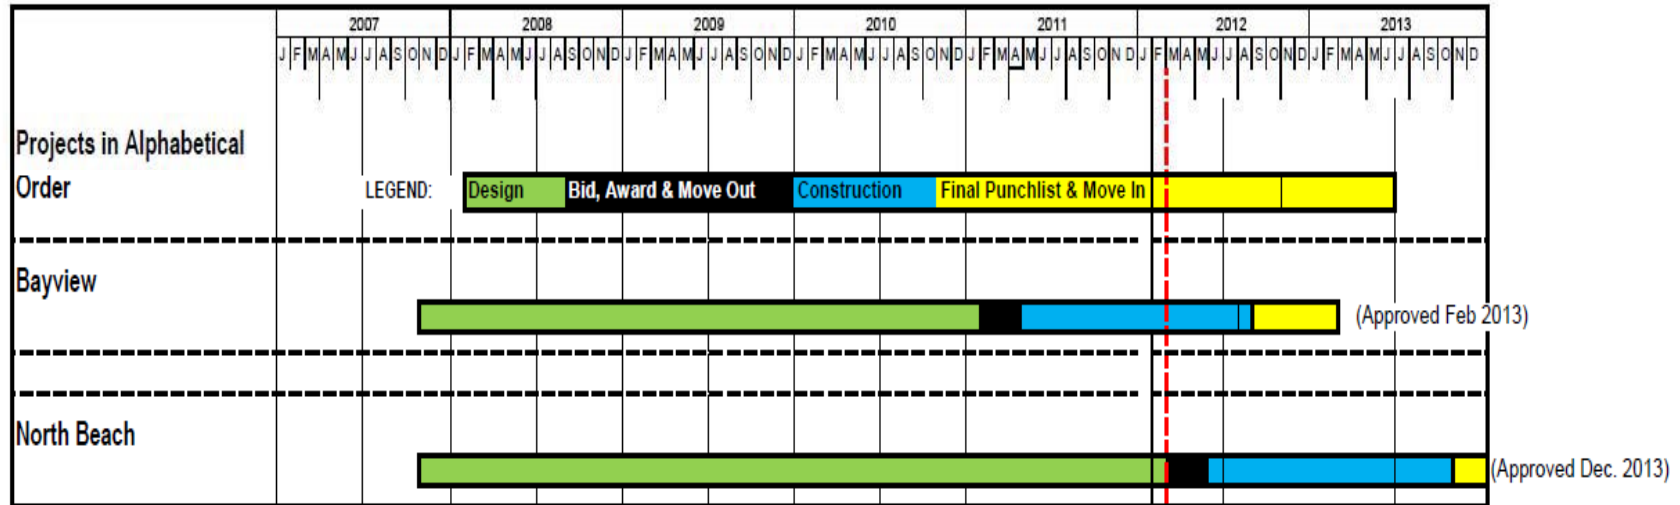 2007 2008 2009 2010 2011 2012 2013
J F M A M J J A S O N D J F M A M J J A S O N D J F M A M J J A S O N D J F M A M J J A S O N D J F M A M J J A S O N D J F M A M J J A S O N D J F M A M J J A S O N D
Projects in Alphabetical
Order
LEGEND: Design Bid, Award & Move Out Construction Final Punchlist & Move In
Bayview
(Approved Feb 2013)
North Beach
(Approved Dec. 2013)